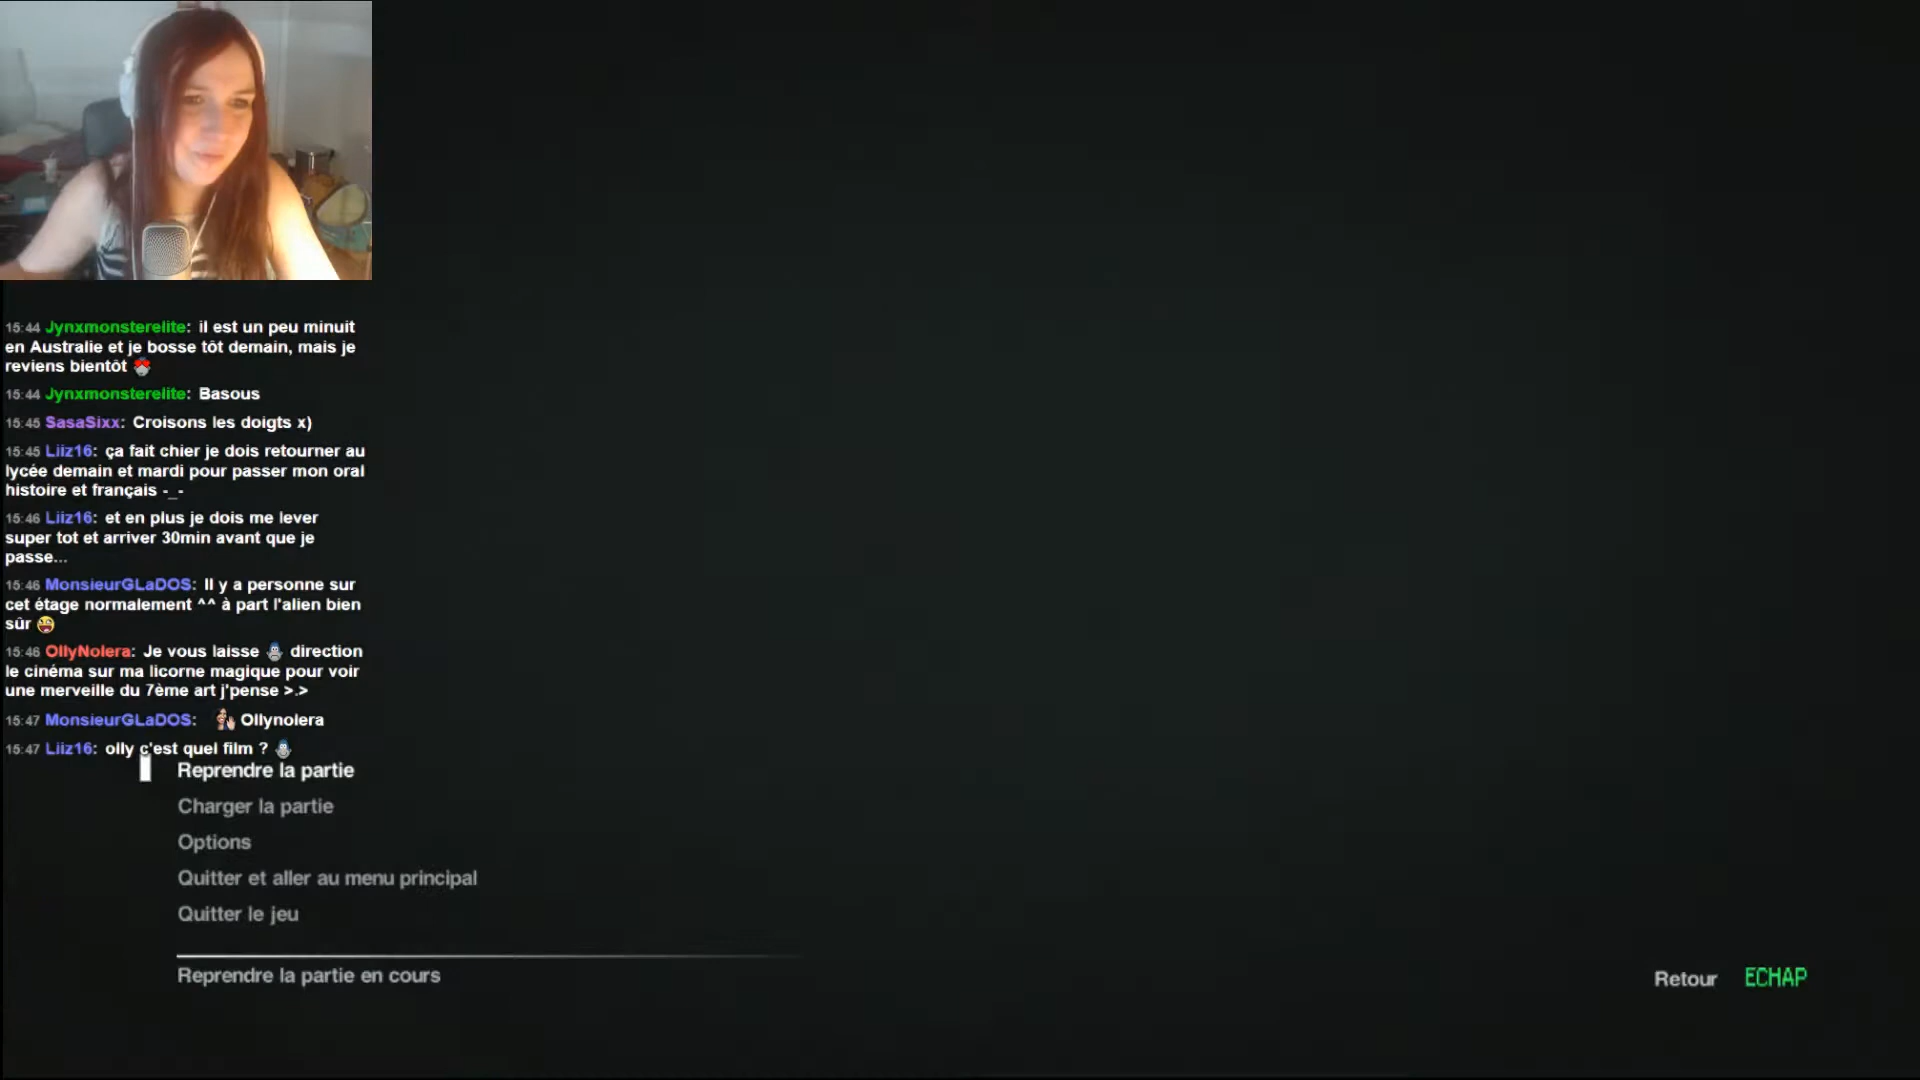 15:44 Jynxmonsterelite: il est un peu minuit
en Australie et je bosse tôt demain, mais je
reviens bientôt
15:44 Jynxmonsterelite: Basous
15:45 SasaSixx: Croisons les doigts x)
15:45 Liiz16: ça fait chier je dois retourner au
lycée demain et mardi pour passer mon oral
histoire et français -_-
15:46 Liiz16: et en plus je dois me lever
super tot et arriver 30min avant que je
passe...
15:46 MonsieurGLaDOS: Il y a personne sur
cet étage normalement ^^ à part l'alien bien
sûr
15:46 OllyNolera: Je vous laisse direction
le cinéma sur ma licorne magique pour voir
une merveille du 7ème art j'pense >.>
15:47 MonsieurGLaDOS: Ollynolera
15:47 Liiz16: olly c'est quel film ?
Reprendre la partie
Charger la partie
Options
Quitter et aller au menu principal
Quitter le jeu
Reprendre la partie en cours
Retour ECHAP